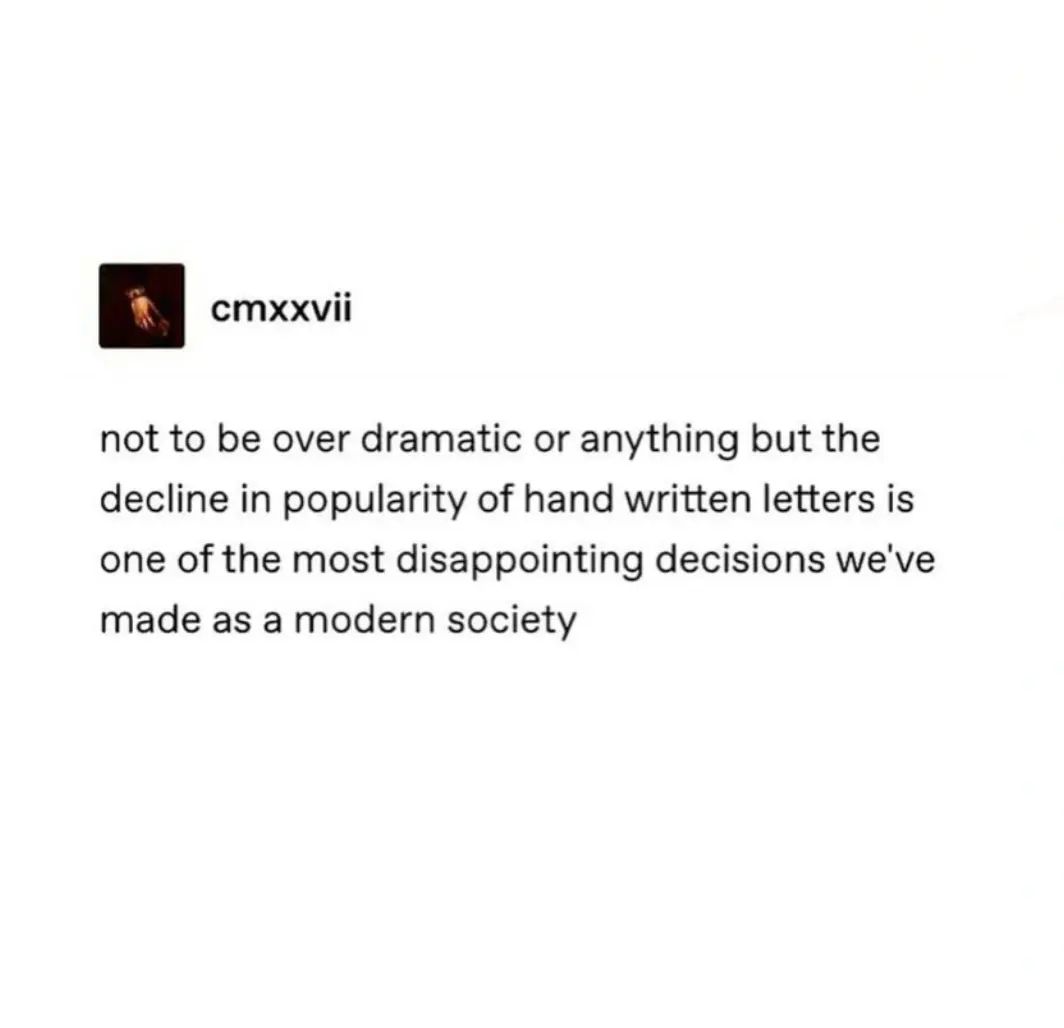 cmxxvii
not to be over dramatic or anything but the
decline in popularity of hand written letters is
one of the most disappointing decisions we've
made as a modern society